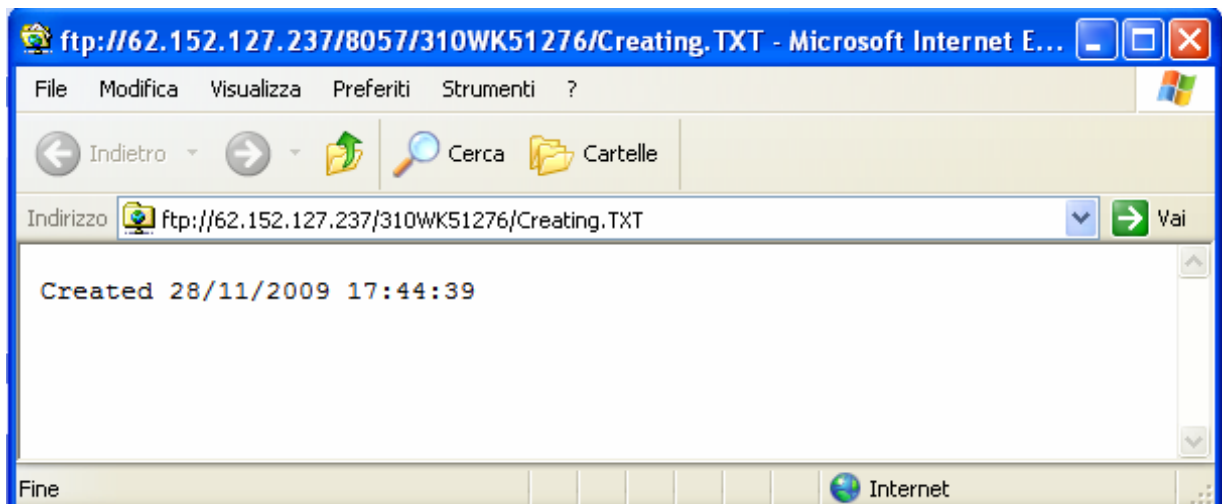 ftp://62.152.127.237/8057/310WK51276/Creating.TXT - Microsoft Internet E...
File Modifica Visualizza Preferiti Strumenti ?
Indietro Cerca Cartelle
Indirizzo ftp://62.152.127.237/310WK51276/Creating.TXT Vai
Created 28/11/2009 17:44:39
Fine Internet